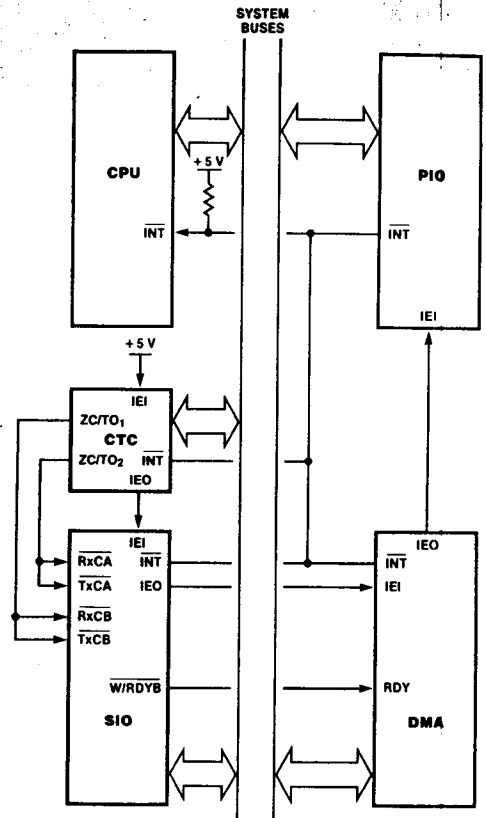 SYSTEM
BUSES
CPU
+ 5 V
INT
PIO
INT
IEI
+ 5 V
IEI
ZC/TO₁
CTC
ZC/TO₂
INT
IEO
IEI
RxCA
INT
TxCA
IEO
RxCB
TxCB
W/RDYB
SIO
IEO
INT
IEI
RDY
DMA